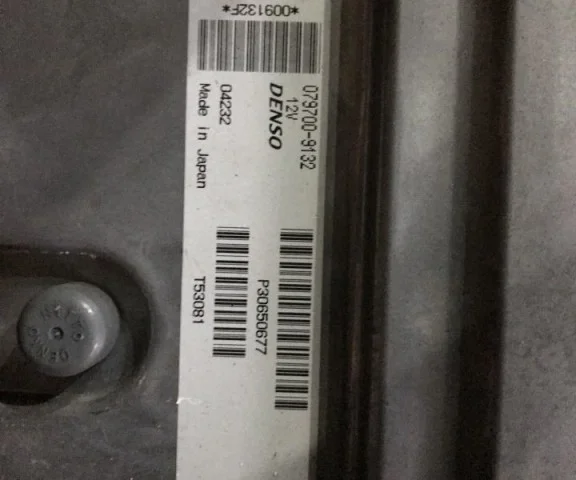 *009132F*
079700-9132
12V
DENSO
04232
Made in Japan
P30650677
T53081